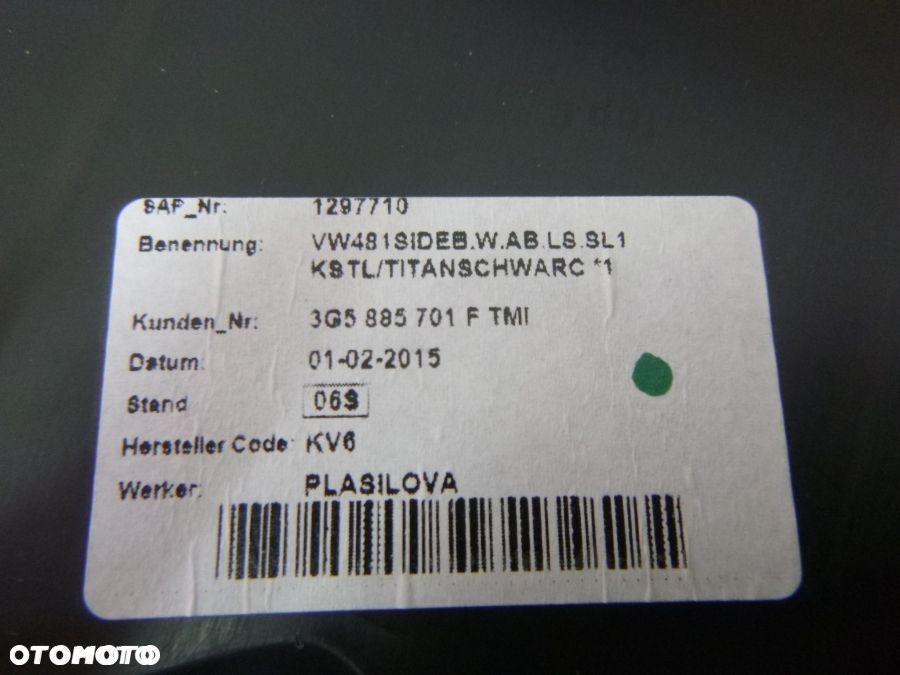 SAP_Nr: 1297710
Benennung: VW481SIDEB.W.AB.LS.SL1
KSTL/TITANSCHWARC *1
Kunden_Nr: 3G5 885 701 F TMI
Datum: 01-02-2015
Stand 06S
Hersteller Code: KV6
Werker: PLASILOVA
OTOMOTO